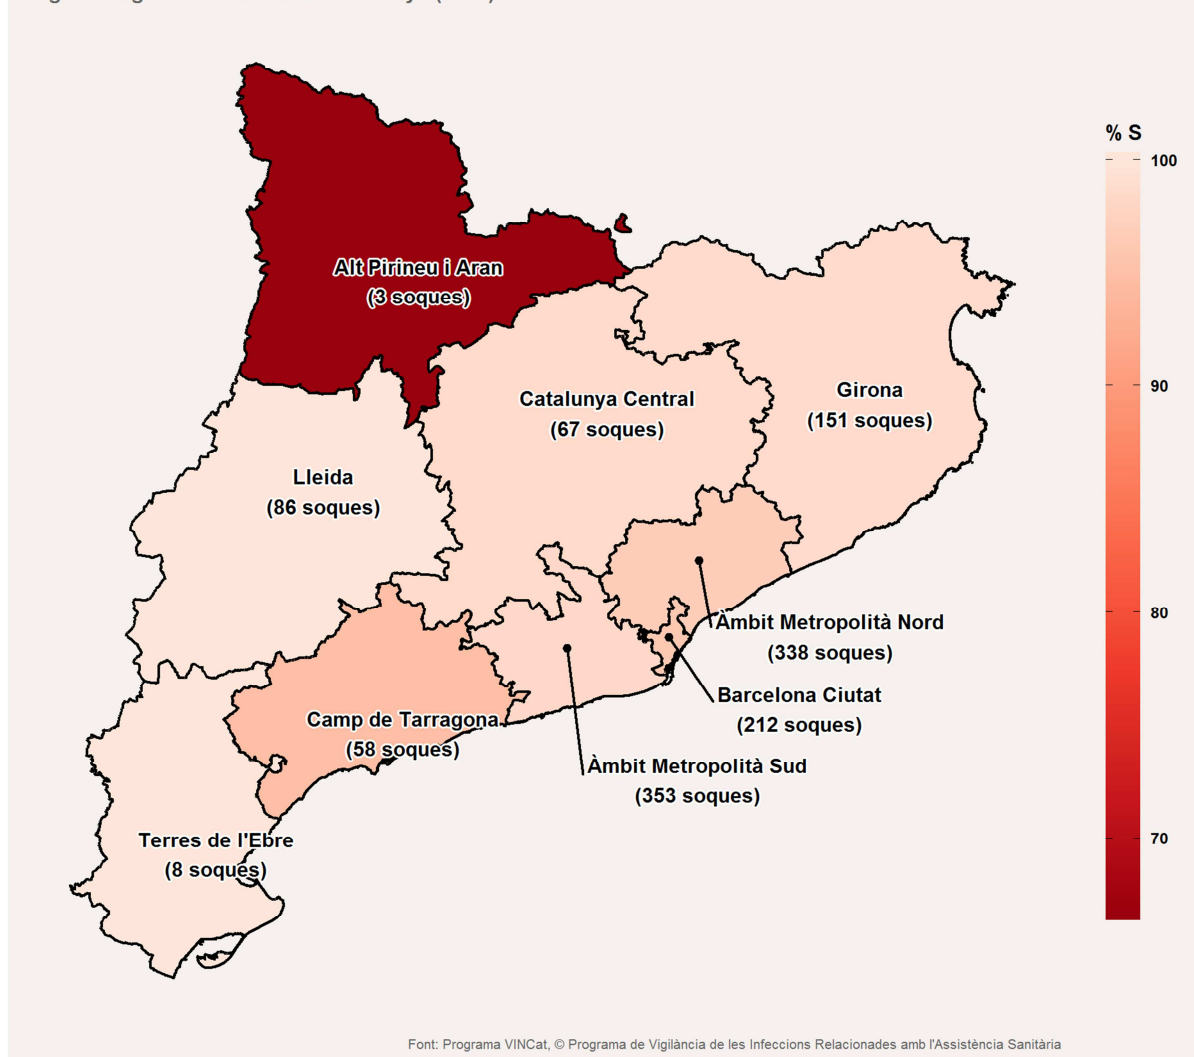 % S
100
90
80
70
Alt Pirineu i Aran
(3 soques)
Catalunya Central
(67 soques)
Girona
(151 soques)
Lleida
(86 soques)
Àmbit Metropolità Nord
(338 soques)
Barcelona Ciutat
(212 soques)
Camp de Tarragona
(58 soques)
Àmbit Metropolità Sud
(353 soques)
Terres de l'Ebre
(8 soques)
Font: Programa VINCat, © Programa de Vigilància de les Infeccions Relacionades amb l'Assistència Sanitària